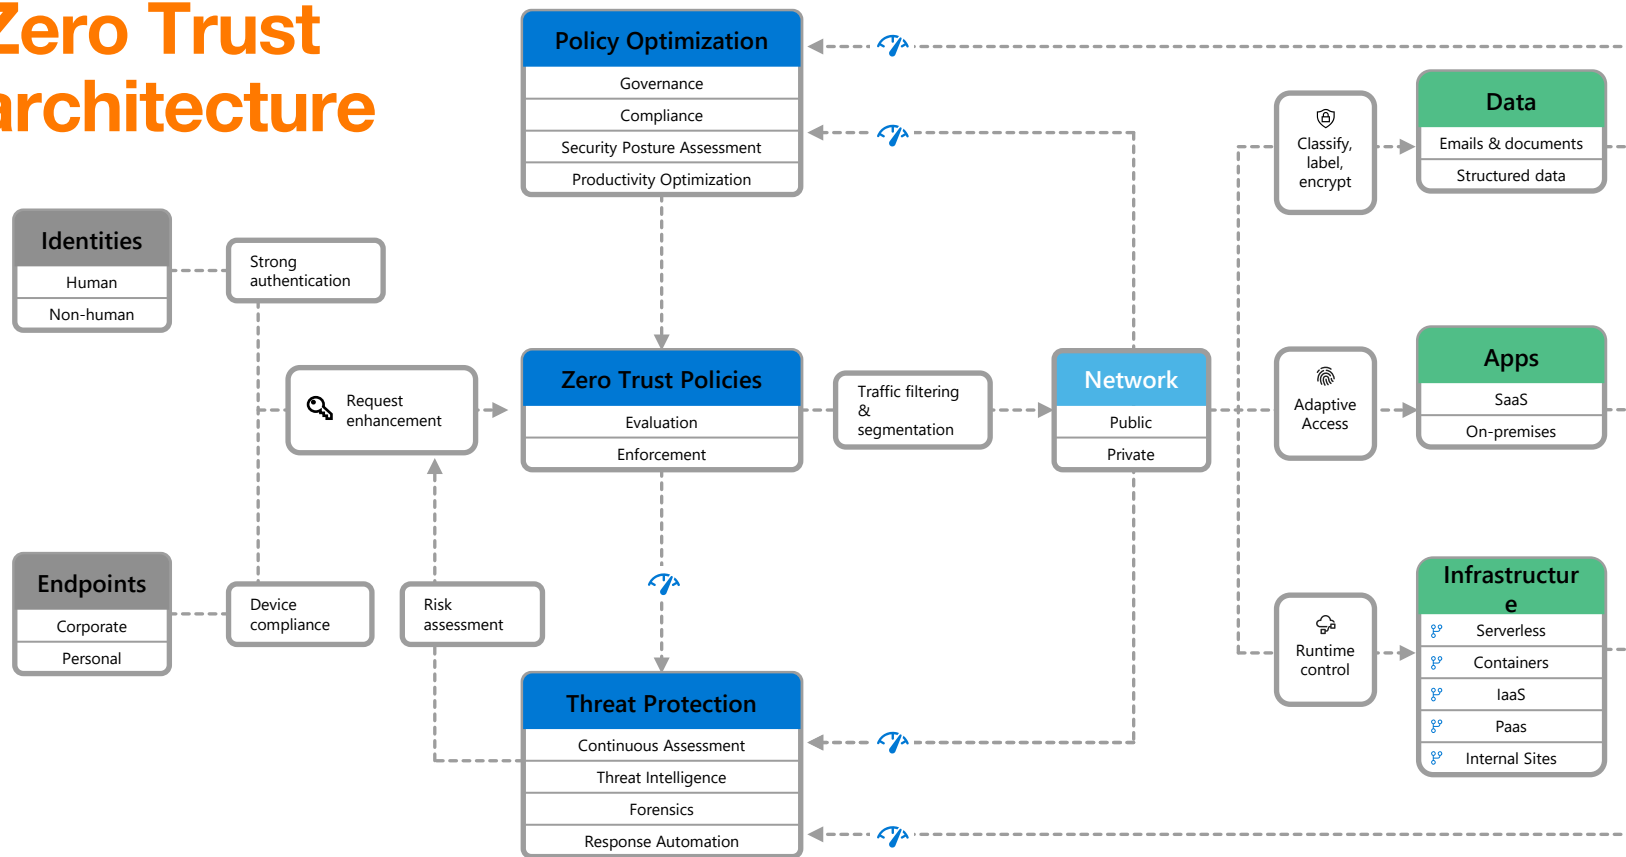 Zero Trust
architecture
Policy Optimization
Governance
Compliance
Security Posture Assessment
Productivity Optimization
Identities
Human
Non-human
Strong
authentication
Request
enhancement
Endpoints
Corporate
Personal
Device
compliance
Risk
assessment
Zero Trust Policies
Evaluation
Enforcement
Traffic filtering
&
segmentation
Network
Public
Private
Threat Protection
Continuous Assessment
Threat Intelligence
Forensics
Response Automation
Classify,
label,
encrypt
Data
Emails & documents
Structured data
Adaptive
Access
Apps
SaaS
On-premises
Runtime
control
Infrastructur
e
Serverless
Containers
IaaS
Paas
Internal Sites